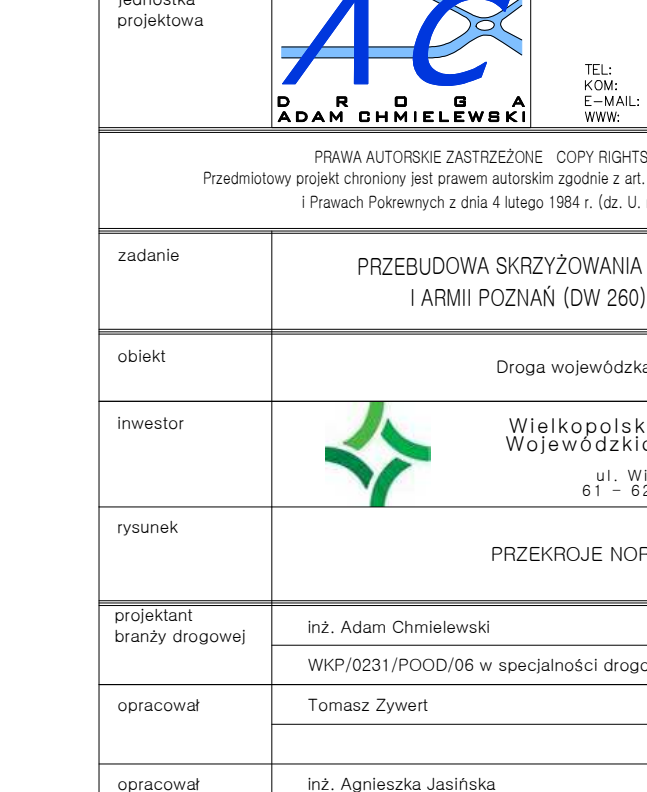 jednostka
projektowa
AC
DROGA
ADAM CHMIELEWSKI
TEL:
KOM:
E-MAIL:
WWW:
PRAWA AUTORSKIE ZASTRZEŻONE COPY RIGHTS
Przedmiotowy projekt chroniony jest prawem autorskim zgodnie z art.
i Prawach Pokrewnych z dnia 4 lutego 1984 r. (dz. U.
zadanie
PRZEBUDOWA SKRZYŻOWANIA
I ARMII POZNAŃ (DW 260)
obiekt
Droga wojewódzka
inwestor
Wielkopolsk
Wojewódzki
ul. Wi
61 - 62
rysunek
PRZEKROJE NOR
projektant
branży drogowej
inż. Adam Chmielewski
WKP/0231/POOD/06 w specjalności drogo
opracował
Tomasz Zywert
opracował
inż. Agnieszka Jasińska